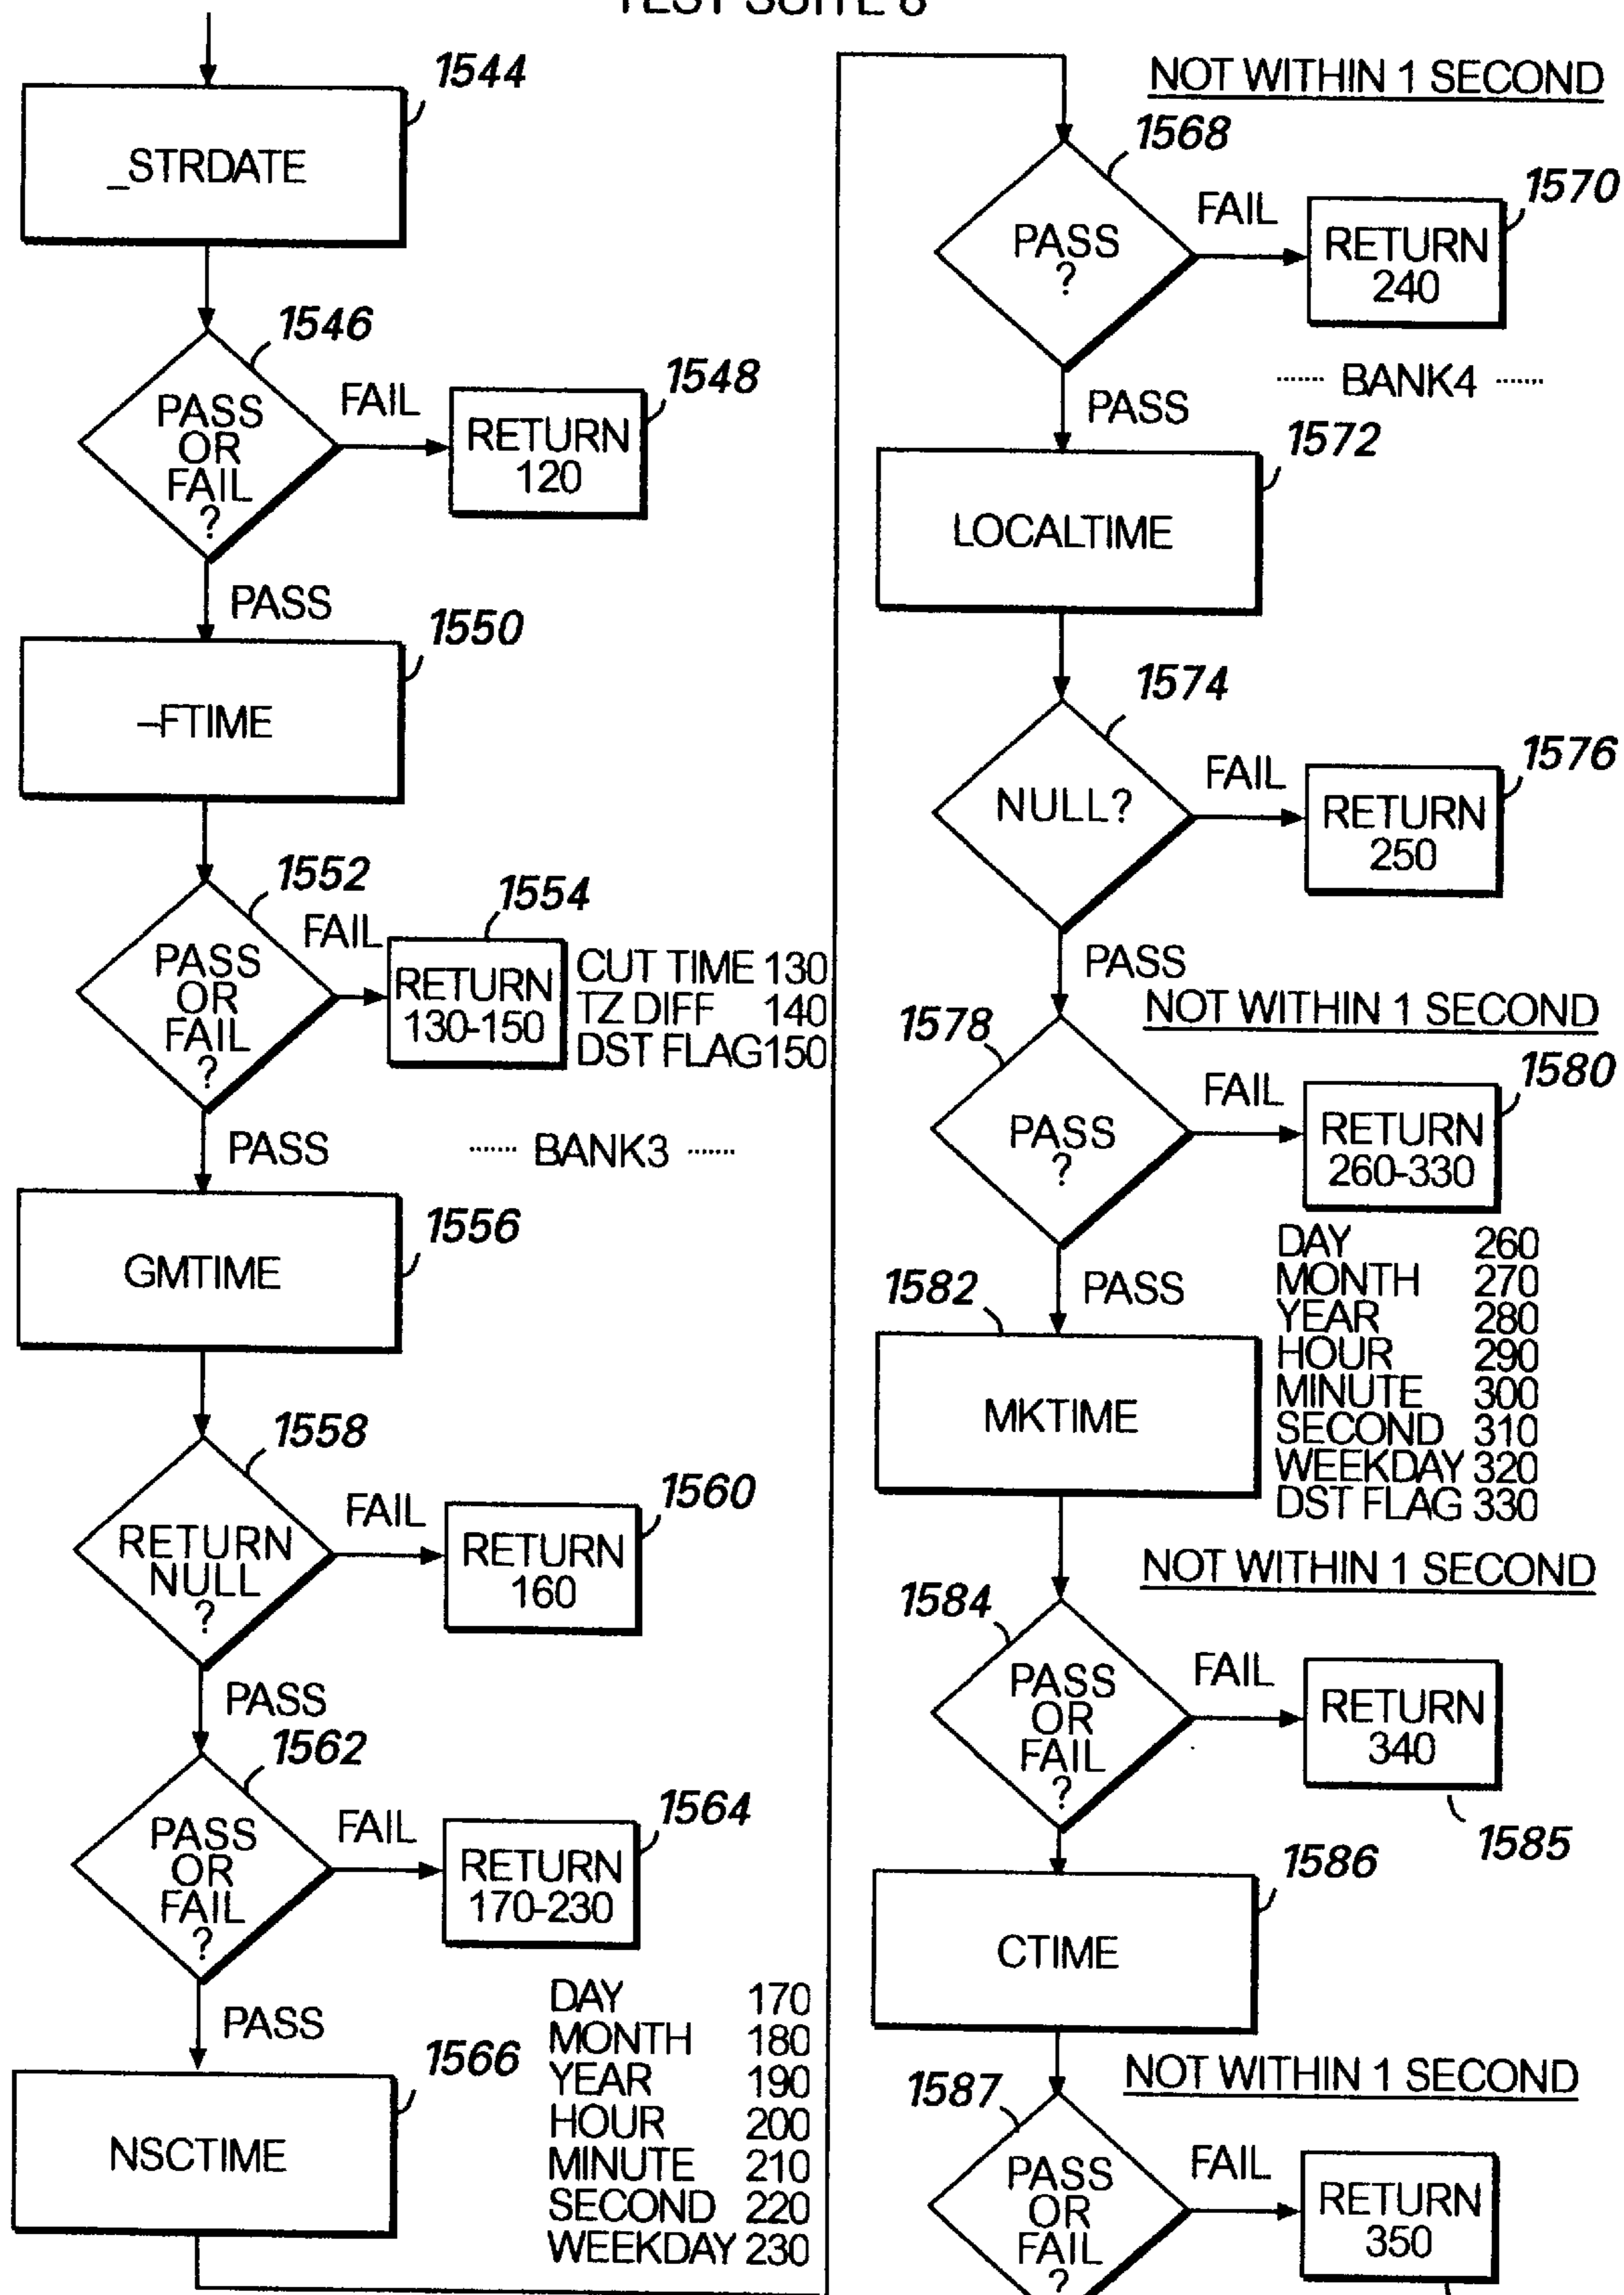 TEST SUITE 8
1544
_STRDATE
1546
PASS
OR
FAIL
?
FAIL
1548
RETURN
120
PASS
1550
–FTIME
1552
PASS
OR
FAIL
?
FAIL
1554
RETURN
130-150
CUT TIME 130
TZ DIFF 140
DST FLAG 150
PASS
...... BANK3 ......
1556
GMTIME
1558
RETURN
NULL
?
FAIL
1560
RETURN
160
PASS
1562
PASS
OR
FAIL
?
FAIL
1564
RETURN
170-230
PASS
DAY 170
MONTH 180
YEAR 190
HOUR 200
MINUTE 210
SECOND 220
WEEKDAY 230
1566
NSCTIME
NOT WITHIN 1 SECOND
1568
PASS
?
FAIL
1570
RETURN
240
...... BANK4 ......
PASS
1572
LOCALTIME
1574
NULL?
FAIL
1576
RETURN
250
PASS
NOT WITHIN 1 SECOND
1578
PASS
?
FAIL
1580
RETURN
260-330
DAY 260
MONTH 270
YEAR 280
HOUR 290
MINUTE 300
SECOND 310
WEEKDAY 320
DST FLAG 330
PASS
1582
MKTIME
NOT WITHIN 1 SECOND
1584
PASS
OR
FAIL
?
FAIL
RETURN
340
1585
1586
CTIME
NOT WITHIN 1 SECOND
1587
PASS
OR
FAIL
?
FAIL
RETURN
350